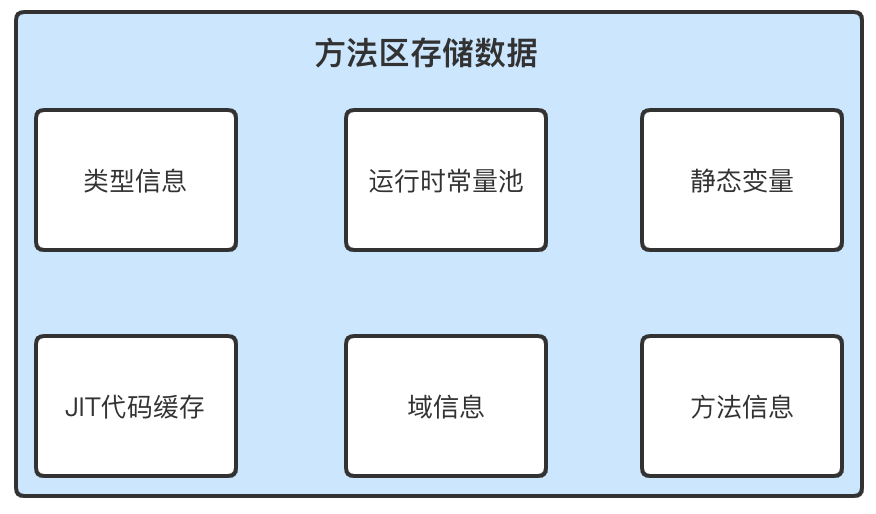 方法区存储数据
类型信息
运行时常量池
静态变量
JIT代码缓存
域信息
方法信息